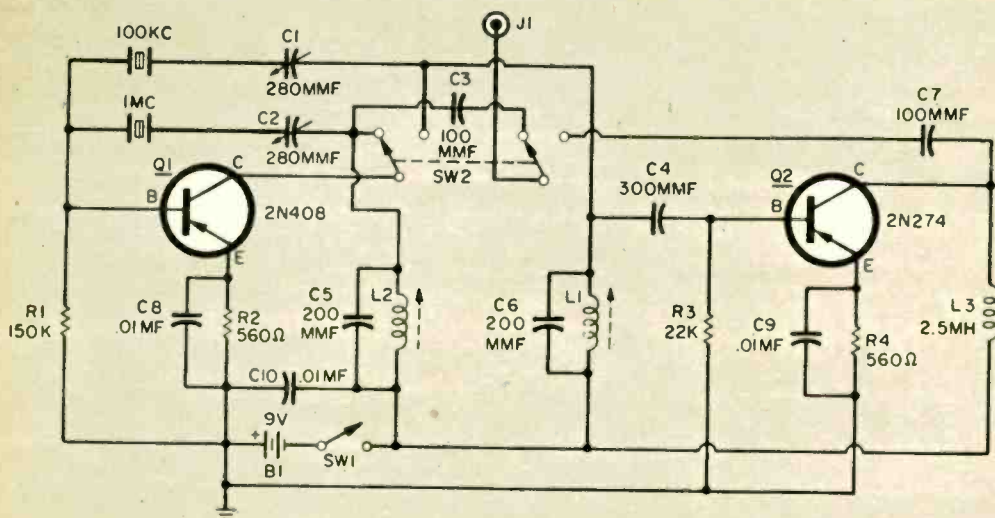 100KC
C1
280MMF
J1
1MC
C2
280MMF
C3
100
MMF
SW2
C7
100MMF
Q1
C
B
E
2N408
C4
300MMF
Q2
C
B
E
2N274
R1
150K
C8
.01MF
R2
560Ω
C5
200
MMF
L2
C6
200
MMF
L1
R3
22K
C9
.01MF
R4
560Ω
L3
2.5MH
C10
.01MF
9V
+
B1
SW1